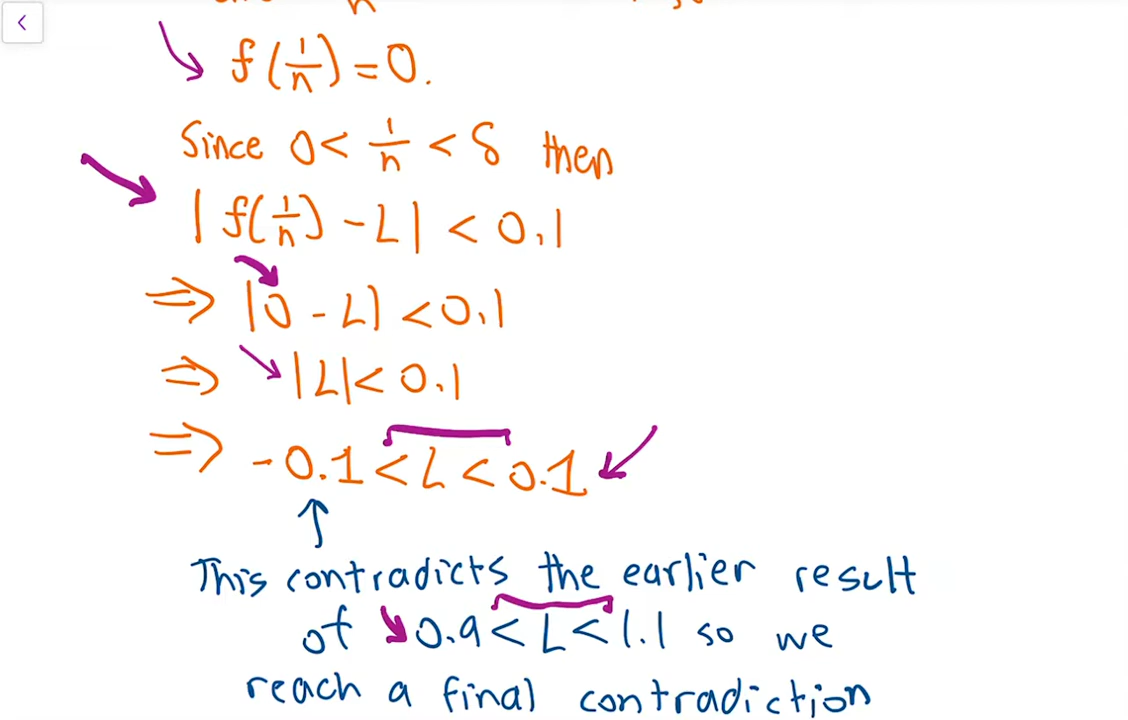 f(1/n)=0.
Since 0< 1/n < δ then
| f(1/n) - L| < 0.1
⇒ |0 - L| < 0.1
⇒ |L|< 0.1
⇒ -0.1 < L < 0.1
This contradicts the earlier result
of 0.9 < L < 1.1 so we
reach a final contradiction